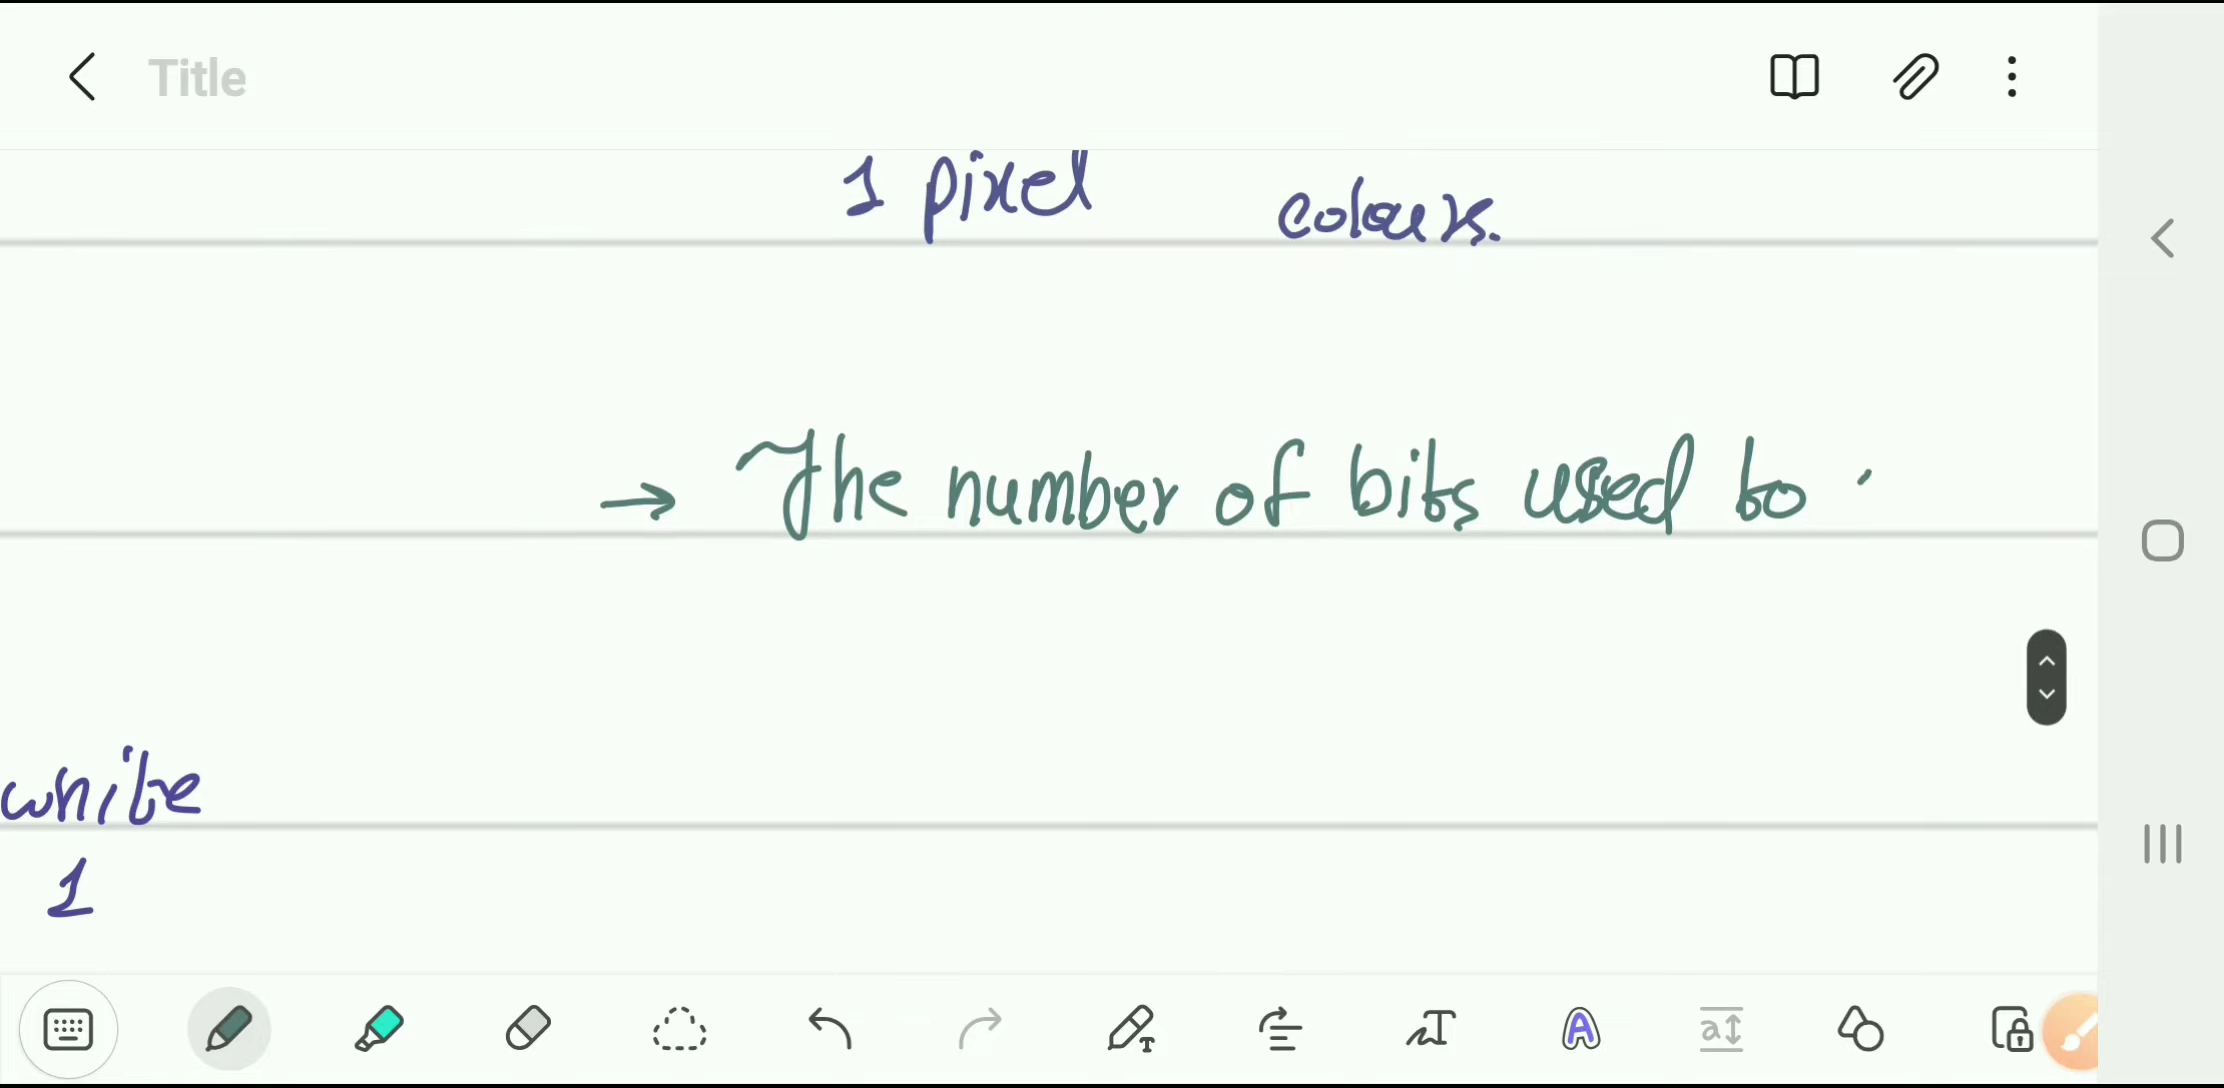 Title
1 pixel colours.
→ The number of bits used to
white
1